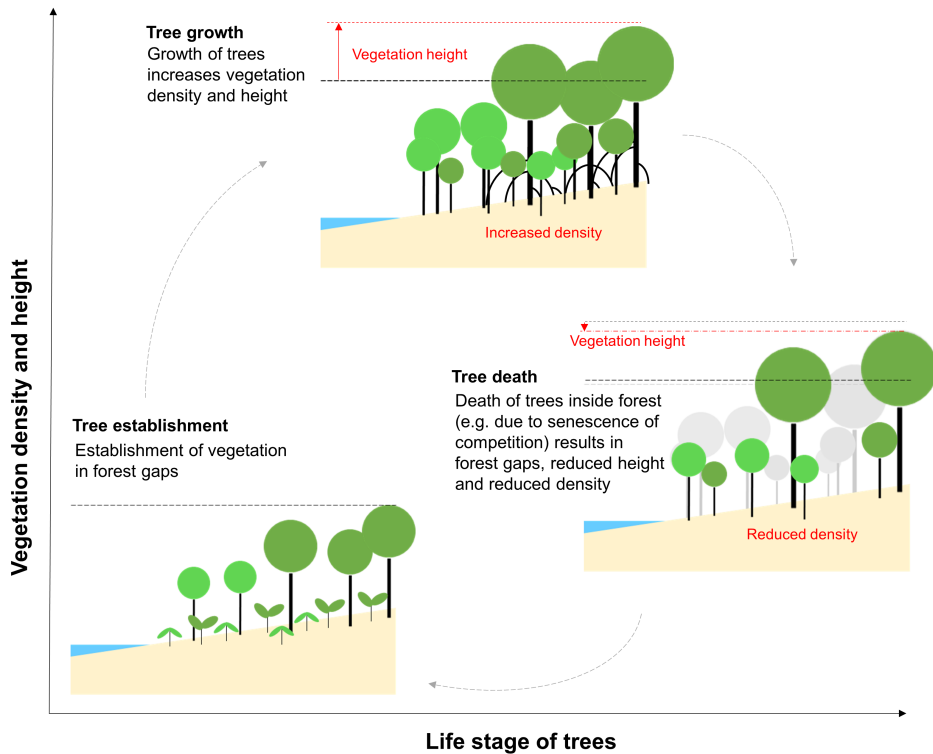 Tree growth
Growth of trees
increases vegetation
density and height
Vegetation height
Increased density
Vegetation height
Tree death
Death of trees inside forest
(e.g. due to senescence of
competition) results in
forest gaps, reduced height
and reduced density
Reduced density
Tree establishment
Establishment of vegetation
in forest gaps
Vegetation density and height
Life stage of trees